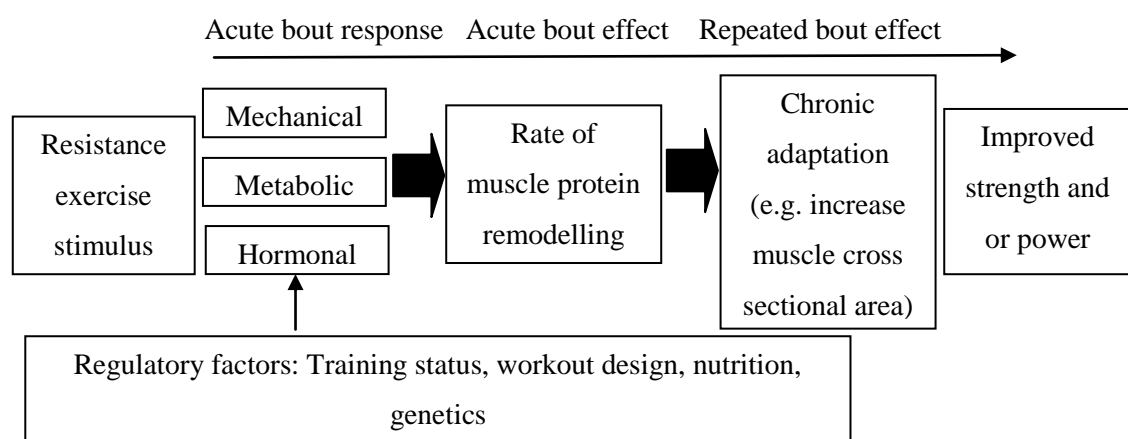 Acute bout response Acute bout effect Repeated bout effect
Resistance
exercise
stimulus
Mechanical
Metabolic
Hormonal
Rate of
muscle protein
remodelling
Chronic
adaptation
(e.g. increase
muscle cross
sectional area)
Improved
strength and
or power
Regulatory factors: Training status, workout design, nutrition,
genetics